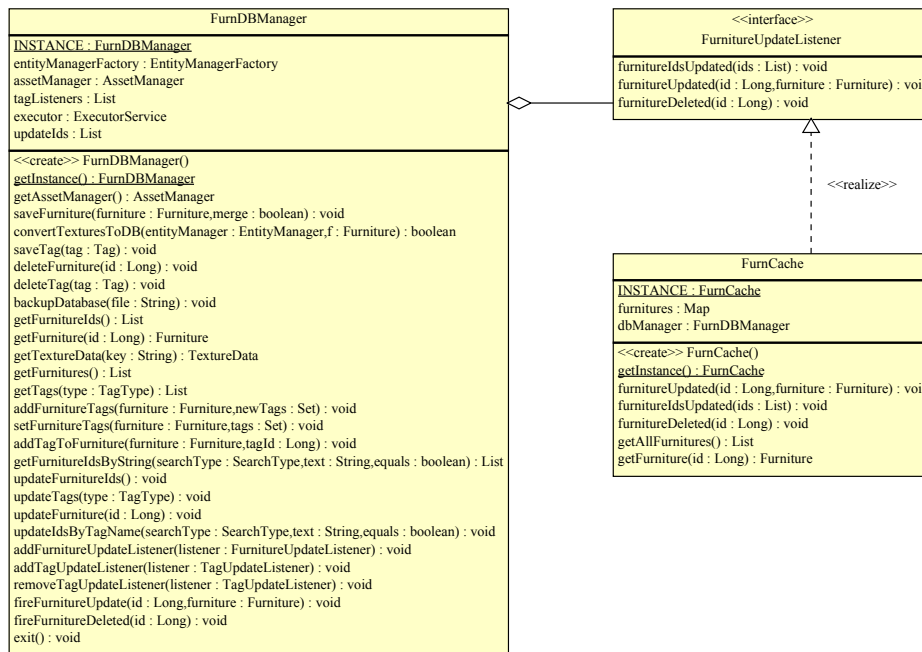 FurnDBManager
INSTANCE : FurnDBManager
entityManagerFactory : EntityManagerFactory
assetManager : AssetManager
tagListeners : List
executor : ExecutorService
updateIds : List
<<create>> FurnDBManager()
getInstance() : FurnDBManager
getAssetManager() : AssetManager
saveFurniture(furniture : Furniture,merge : boolean) : void
convertTexturesToDB(entityManager : EntityManager,f : Furniture) : boolean
saveTag(tag : Tag) : void
deleteFurniture(id : Long) : void
deleteTag(tag : Tag) : void
backupDatabase(file : String) : void
getFurnitureIds() : List
getFurniture(id : Long) : Furniture
getTextureData(key : String) : TextureData
getFurnitures() : List
getTags(type : TagType) : List
addFurnitureTags(furniture : Furniture,newTags : Set) : void
setFurnitureTags(furniture : Furniture,tags : Set) : void
addTagToFurniture(furniture : Furniture,tagId : Long) : void
getFurnitureIdsByString(searchType : SearchType,text : String,equals : boolean) : List
updateFurnitureIds() : void
updateTags(type : TagType) : void
updateFurniture(id : Long) : void
updateIdsByTagName(searchType : SearchType,text : String,equals : boolean) : void
addFurnitureUpdateListener(listener : FurnitureUpdateListener) : void
addTagUpdateListener(listener : TagUpdateListener) : void
removeTagUpdateListener(listener : TagUpdateListener) : void
fireFurnitureUpdate(id : Long,furniture : Furniture) : void
fireFurnitureDeleted(id : Long) : void
exit() : void
<<interface>>
FurnitureUpdateListener
furnitureIdsUpdated(ids : List) : void
furnitureUpdated(id : Long,furniture : Furniture) : voi
furnitureDeleted(id : Long) : void
<<realize>>
FurnCache
INSTANCE : FurnCache
furnitures : Map
dbManager : FurnDBManager
<<create>> FurnCache()
getInstance() : FurnCache
furnitureUpdated(id : Long,furniture : Furniture) : voi
furnitureIdsUpdated(ids : List) : void
furnitureDeleted(id : Long) : void
getAllFurnitures() : List
getFurniture(id : Long) : Furniture